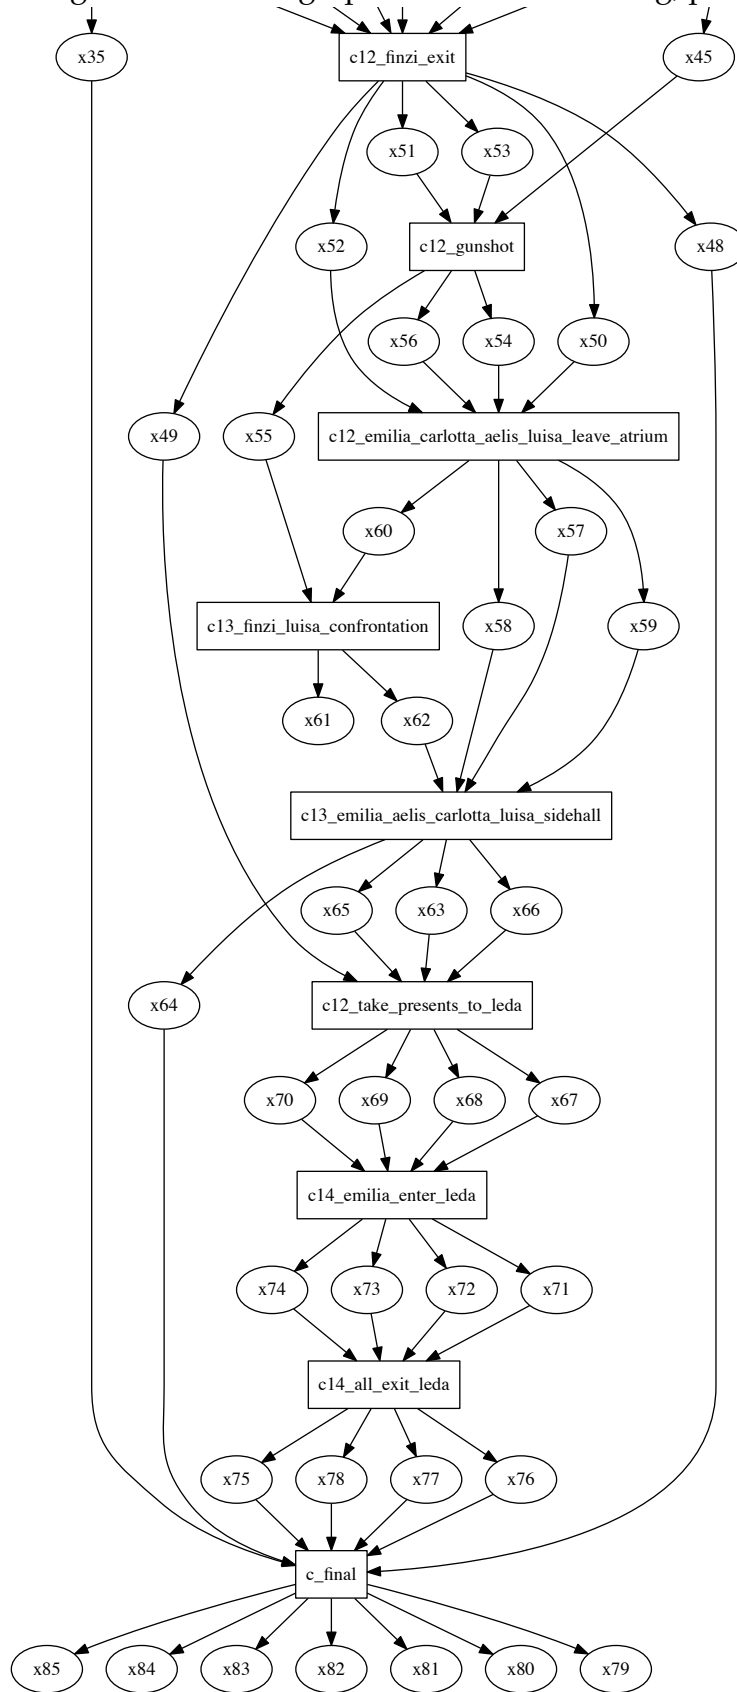 x35
c12_finzi_exit
x45
x51
x53
x52
c12_gunshot
x48
x56
x54
x50
x49
x55
c12_emilia_carlotta_aelis_luisa_leave_atrium
x60
x57
c13_finzi_luisa_confrontation
x58
x59
x61
x62
c13_emilia_aelis_carlotta_luisa_sidehall
x65
x63
x66
x64
c12_take_presents_to_leda
x70
x69
x68
x67
c14_emilia_enter_leda
x74
x73
x72
x71
c14_all_exit_leda
x75
x78
x77
x76
c_final
x85
x84
x83
x82
x81
x80
x79